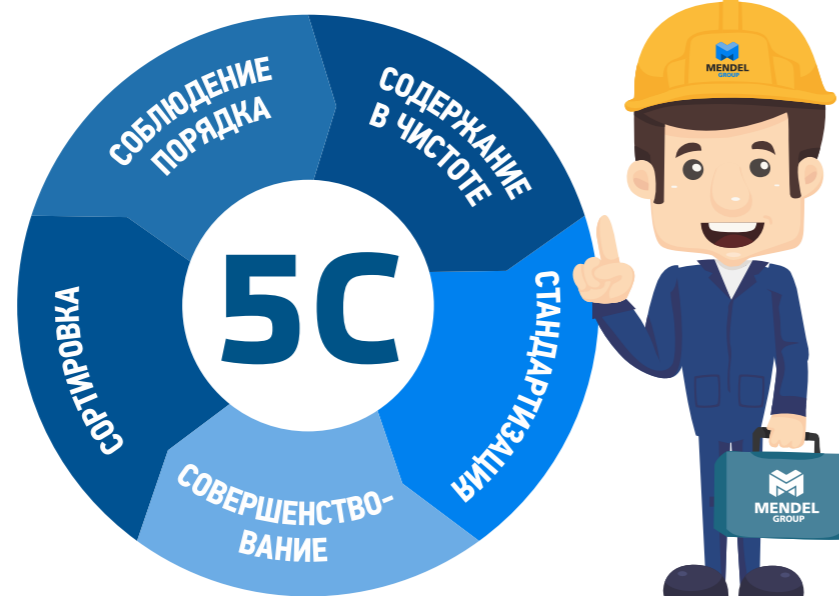 СОРТИРОВКА
СОБЛЮДЕНИЕ
ПОРЯДКА
СОДЕРЖАНИЕ
В ЧИСТОТЕ
СТАНДАРТИЗАЦИЯ
СОВЕРШЕНСТВО-
ВАНИЕ
5С
MENDEL
GROUP
MENDEL
GROUP